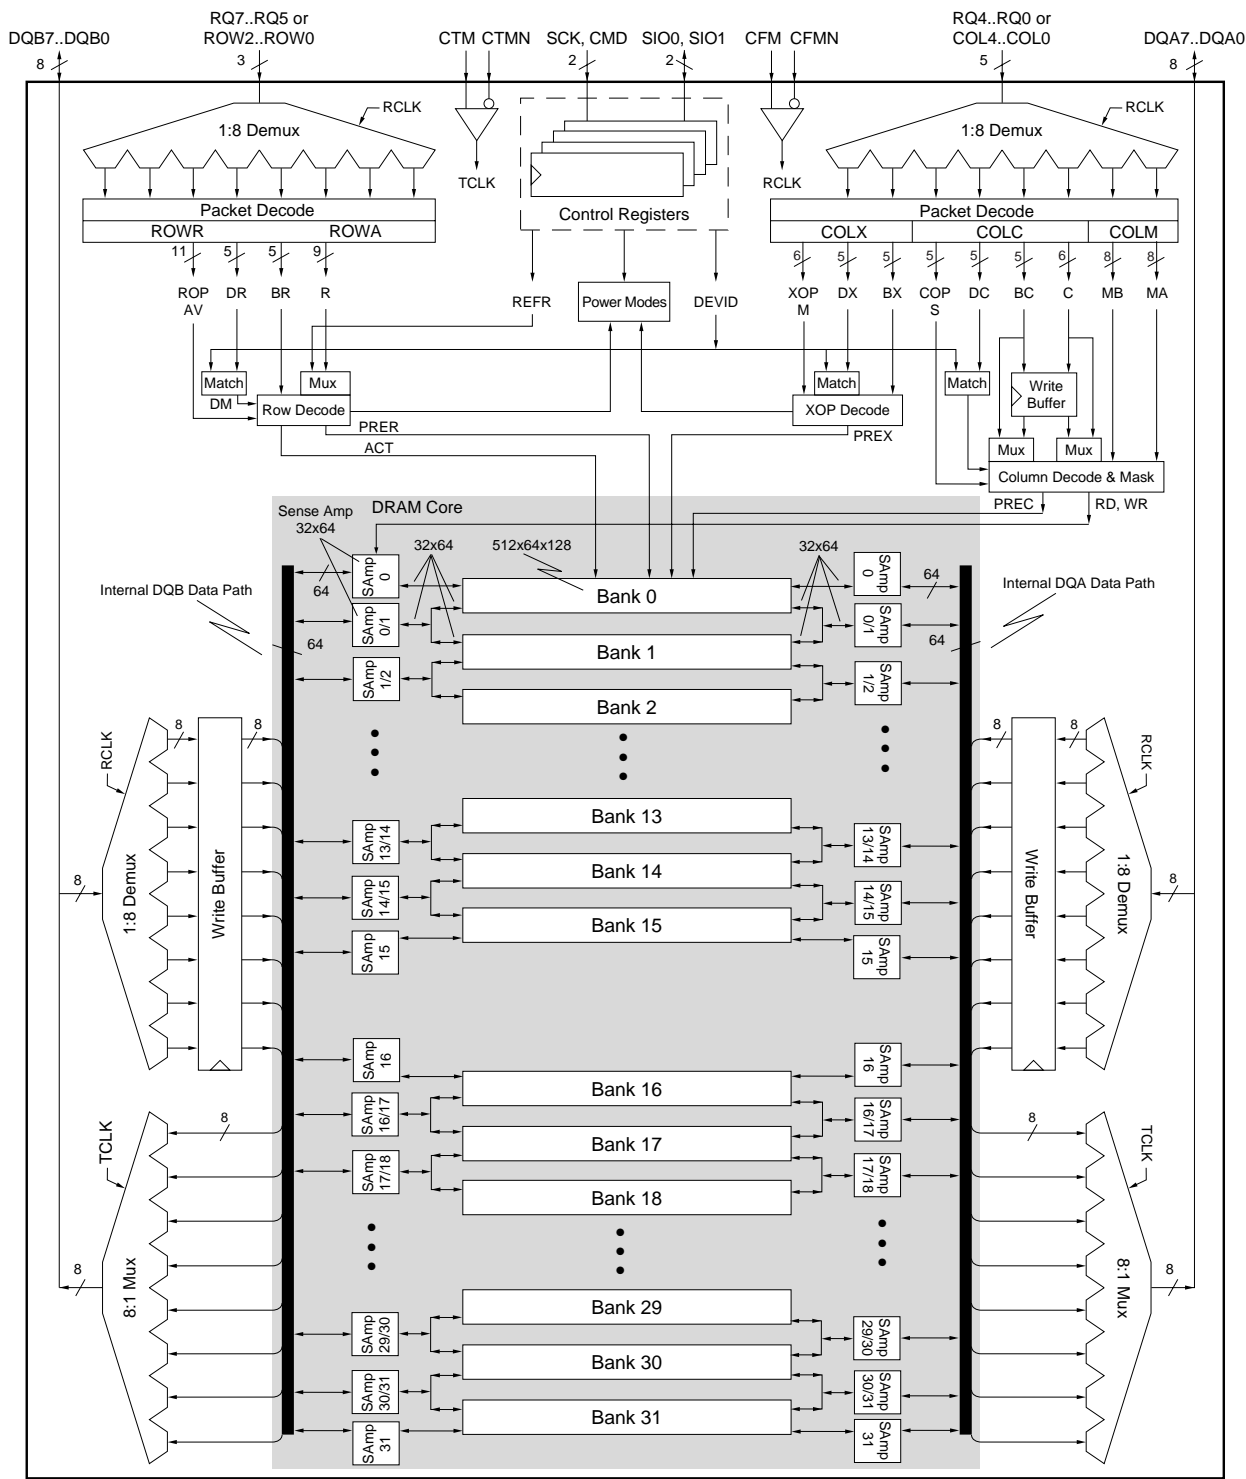 RQ7..RQ5 or
RQ4..RQ0 or
DQB7..DQB0
ROW2..ROW0
CTM
CTMN
SCK, CMD
SIO0, SIO1
CFM
CFMN
COL4..COL0
DQA7..DQA0
8
3
2
2
5
8
RCLK
RCLK
1:8 Demux
1:8 Demux
TCLK
RCLK
Control Registers
Packet Decode
Packet Decode
ROWR
ROWA
COLX
COLC
COLM
11
5
5
9
6
5
5
5
5
5
6
8
8
ROP
AV
DR
BR
R
REFR
Power Modes
DEVID
XOP
M
DX
BX
COP
S
DC
BC
C
MB
MA
Match
Mux
Match
Match
Write
Buffer
DM
Row Decode
XOP Decode
PRER
PREX
ACT
Mux
Mux
Column Decode & Mask
PREC
RD, WR
DRAM Core
Sense Amp
32x64
32x64
512x64x128
32x64
SAmp
0
Bank 0
SAmp
0
64
64
Internal DQB Data Path
Internal DQA Data Path
SAmp
0/1
SAmp
0/1
64
64
Bank 1
SAmp
1/2
SAmp
1/2
Bank 2
8
8
8
8
RCLK
RCLK
Bank 13
SAmp
13/14
SAmp
13/14
Bank 14
SAmp
14/15
SAmp
14/15
Bank 15
SAmp
15
SAmp
15
8
1:8 Demux
Write Buffer
Write Buffer
1:8 Demux
8
SAmp
16
SAmp
16
Bank 16
SAmp
16/17
SAmp
16/17
Bank 17
SAmp
17/18
SAmp
17/18
Bank 18
8
8
TCLK
TCLK
8
8:1 Mux
8:1 Mux
8
Bank 29
SAmp
29/30
SAmp
29/30
Bank 30
SAmp
30/31
SAmp
30/31
Bank 31
SAmp
31
SAmp
31